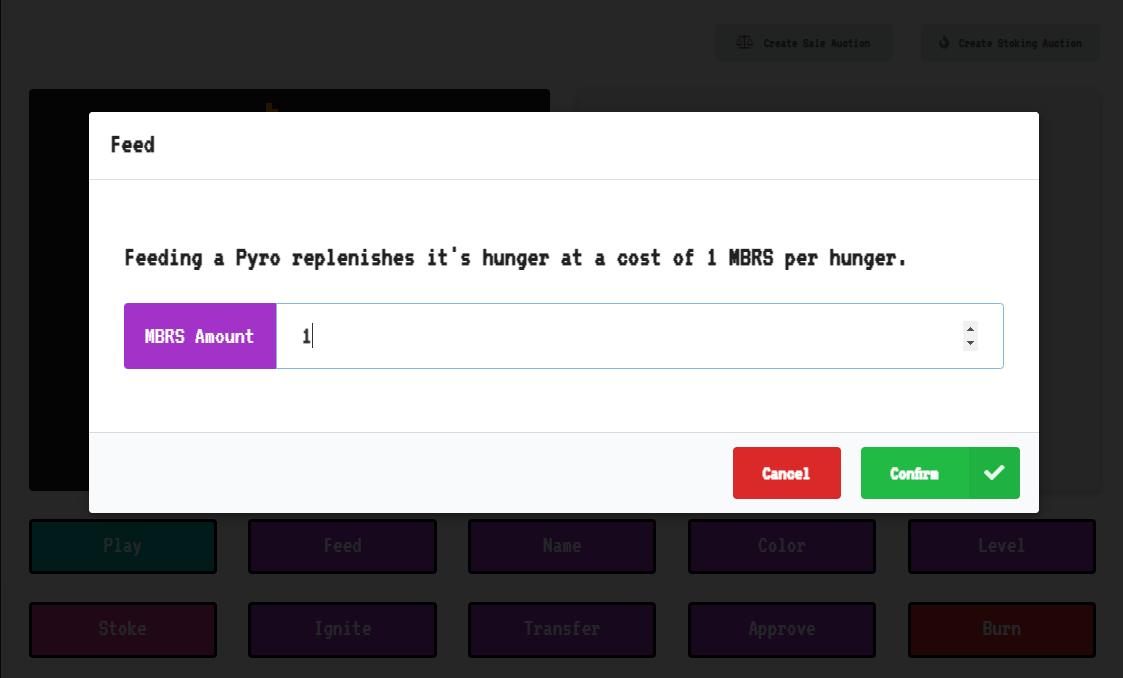 Create Sale Auction
Create Stoking Auction
Feed
Feeding a Pyro replenishes it's hunger at a cost of 1 MBRS per hunger.
MBRS Amount
1
Cancel
Confirm
Play
Feed
Name
Color
Level
Stoke
Ignite
Transfer
Approve
Burn